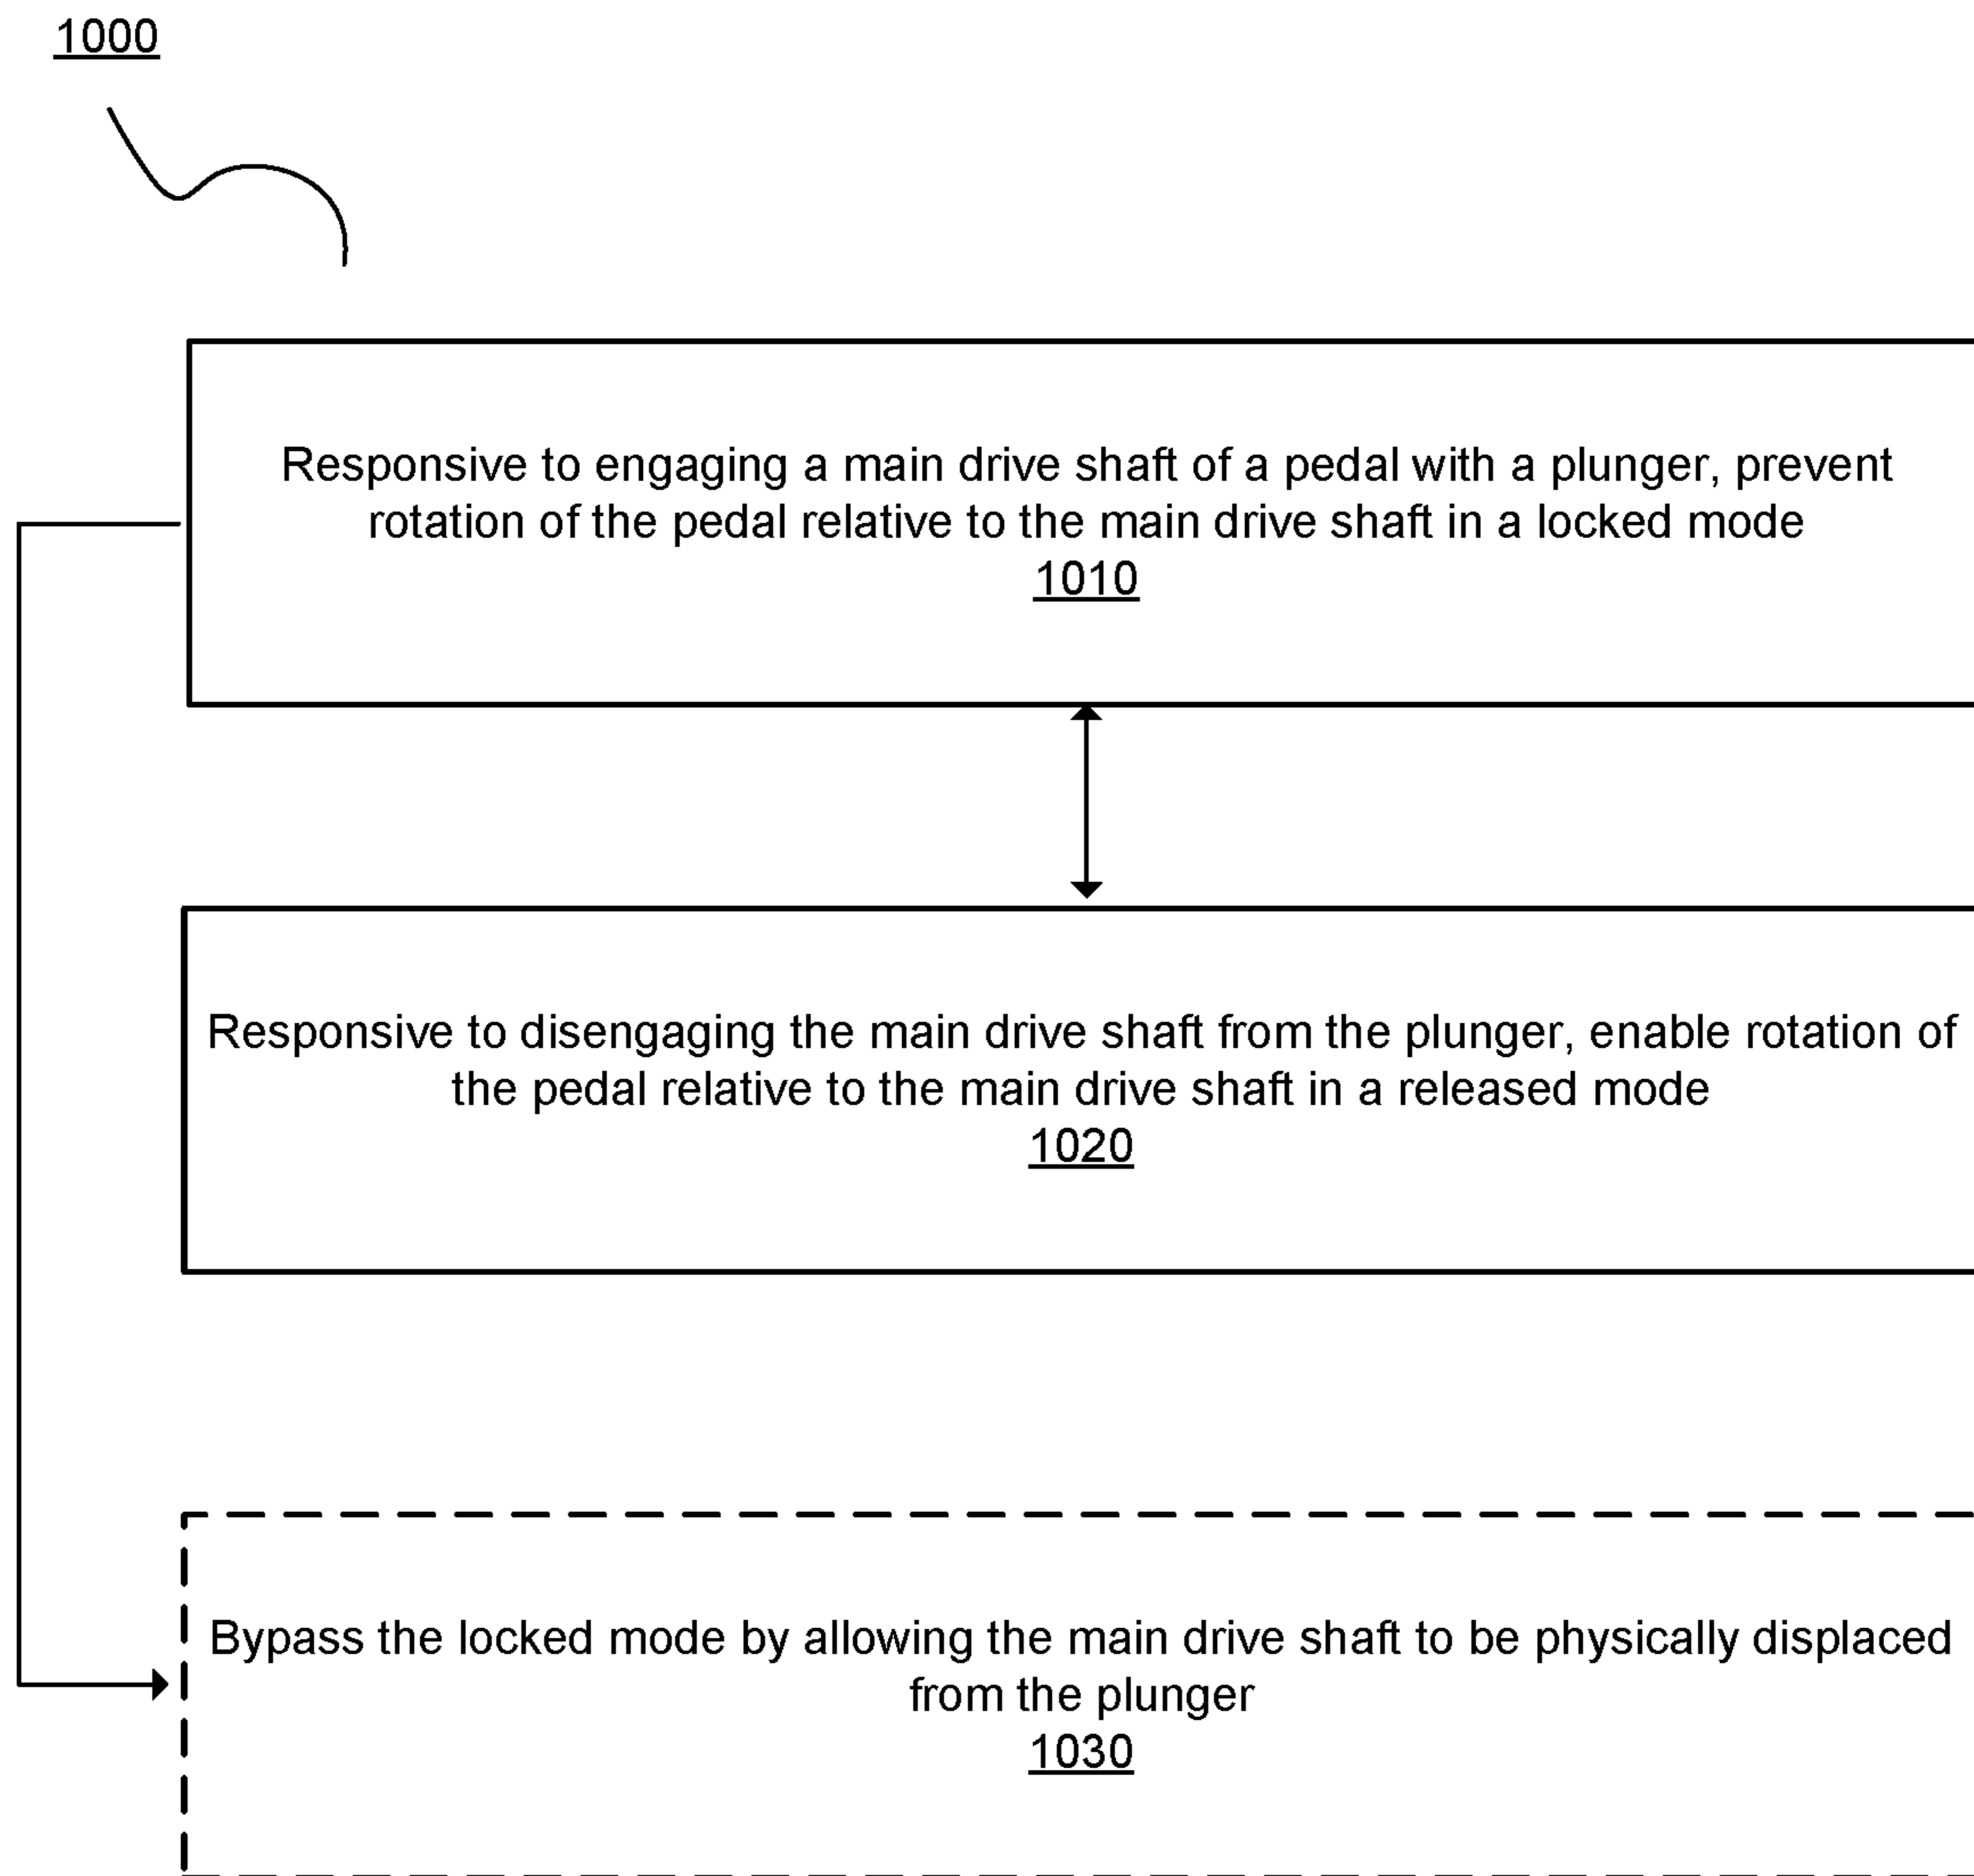 1000
Responsive to engaging a main drive shaft of a pedal with a plunger, prevent
rotation of the pedal relative to the main drive shaft in a locked mode
1010
Responsive to disengaging the main drive shaft from the plunger, enable rotation of
the pedal relative to the main drive shaft in a released mode
1020
Bypass the locked mode by allowing the main drive shaft to be physically displaced
from the plunger
1030